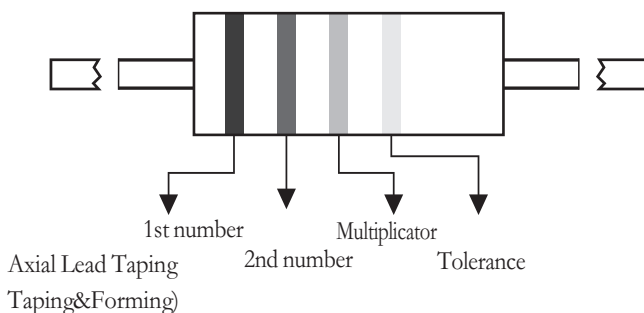 1st number
Multiplicator
2nd number
Tolerance
Axial Lead Taping
Taping&Forming)